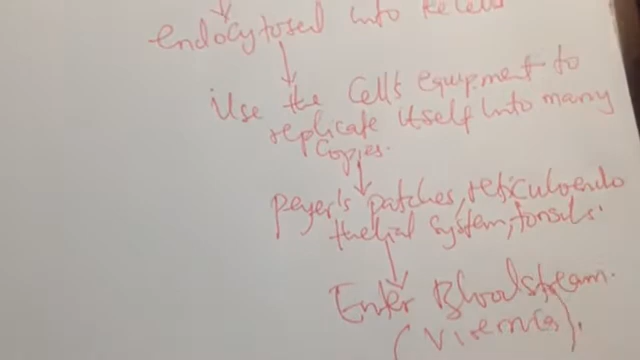 endocytosed into the cell
Use the Cell's equipment to
replicate itself into many
Copies.
peyer's patches, reticuloendo
thelial system, tonsils.
Enter Bloodstream.
(Viremia).